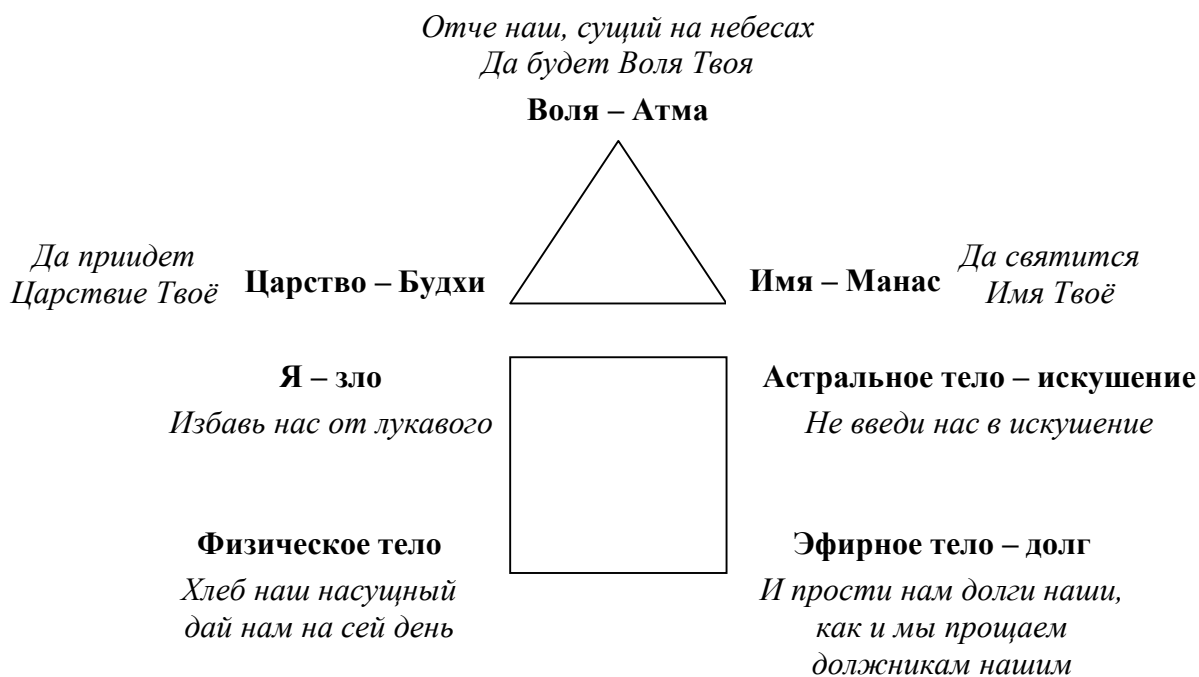 Отче наш, сущий на небесах
Да будет Воля Твоя
Воля – Атма
Да приидет
Царствие Твоё
Царство – Будхи
Имя – Манас
Да святится
Имя Твоё
Я – зло
Избавь нас от лукавого
Астральное тело – искушение
Не введи нас в искушение
Физическое тело
Хлеб наш насущный
дай нам на сей день
Эфирное тело – долг
И прости нам долги наши,
как и мы прощаем
должникам нашим